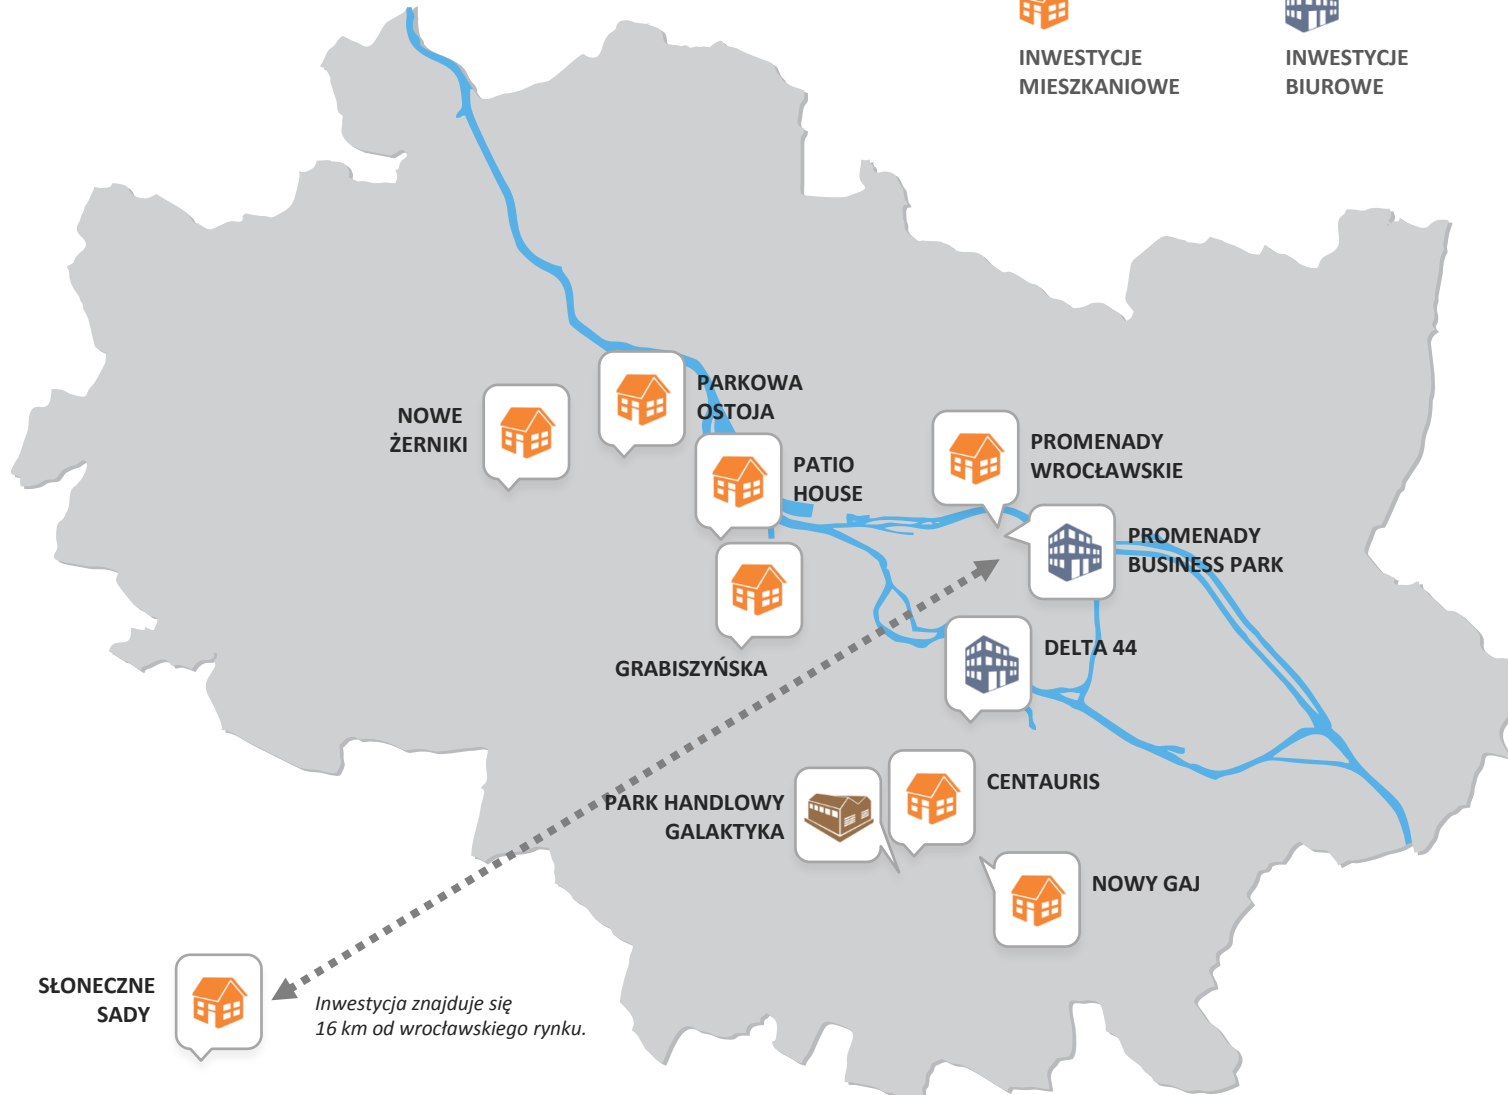 INWESTYCJE
MIESZKANIOWE
INWESTYCJE
BIUROWE
PARKOWA
OSTOJA
NOWE
ŻERNIKI
PATIO
HOUSE
PROMENADY
WROCŁAWSKIE
PROMENADY
BUSINESS PARK
GRABISZYŃSKA
DELTA 44
CENTAURIS
PARK HANDLOWY
GALAKTYKA
NOWY GAJ
SŁONECZNE
SADY
Inwestycja znajduje się
16 km od wrocławskiego rynku.